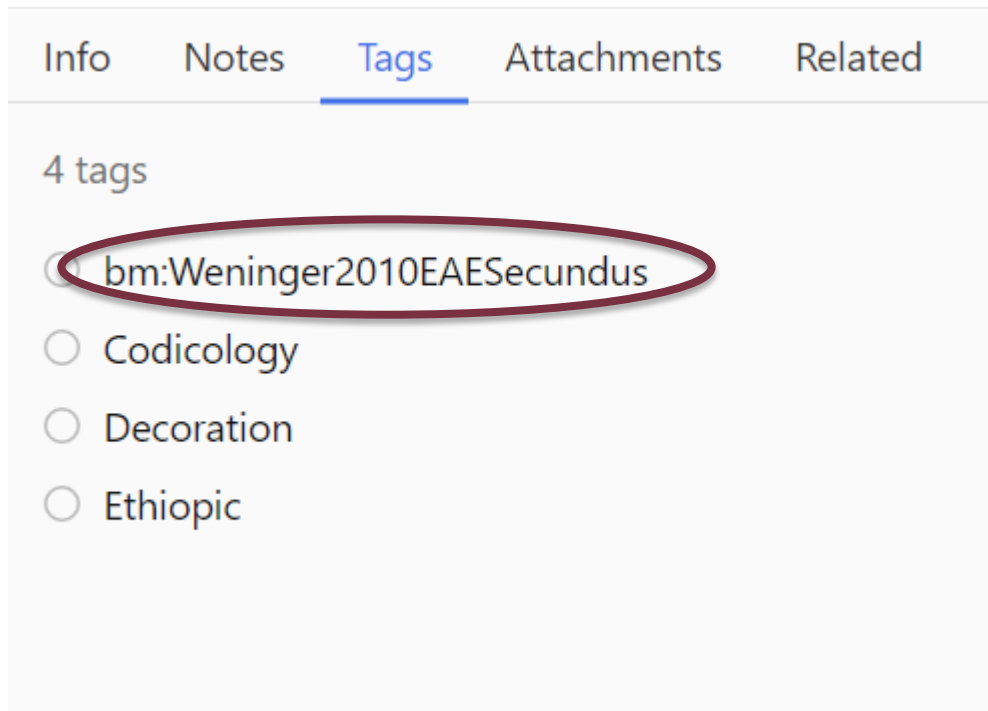 Info Notes Tags Attachments Related
4 tags
bm:Weninger2010EAESecundus
Codicology
Decoration
Ethiopic